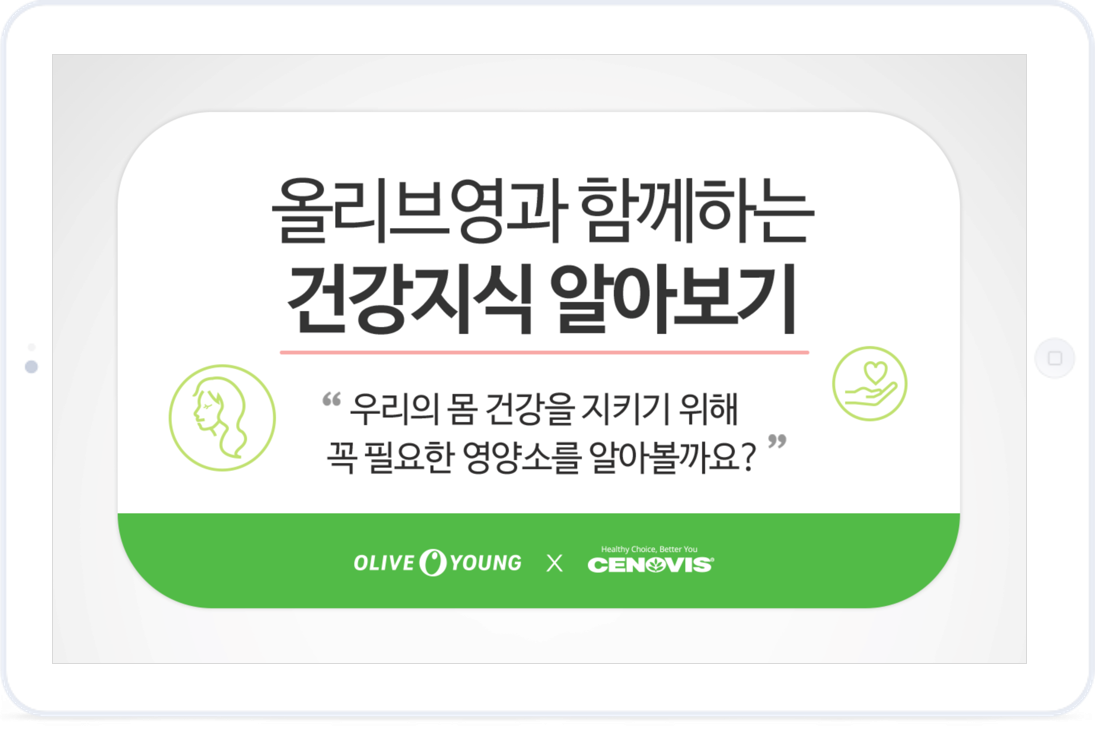 올리브영과 함께하는
건강지식 알아보기
“ 우리의 몸 건강을 지키기 위해
꼭 필요한 영양소를 알아볼까요? ”
OLIVE YOUNG X Healthy Choice, Better You
CENOVIS